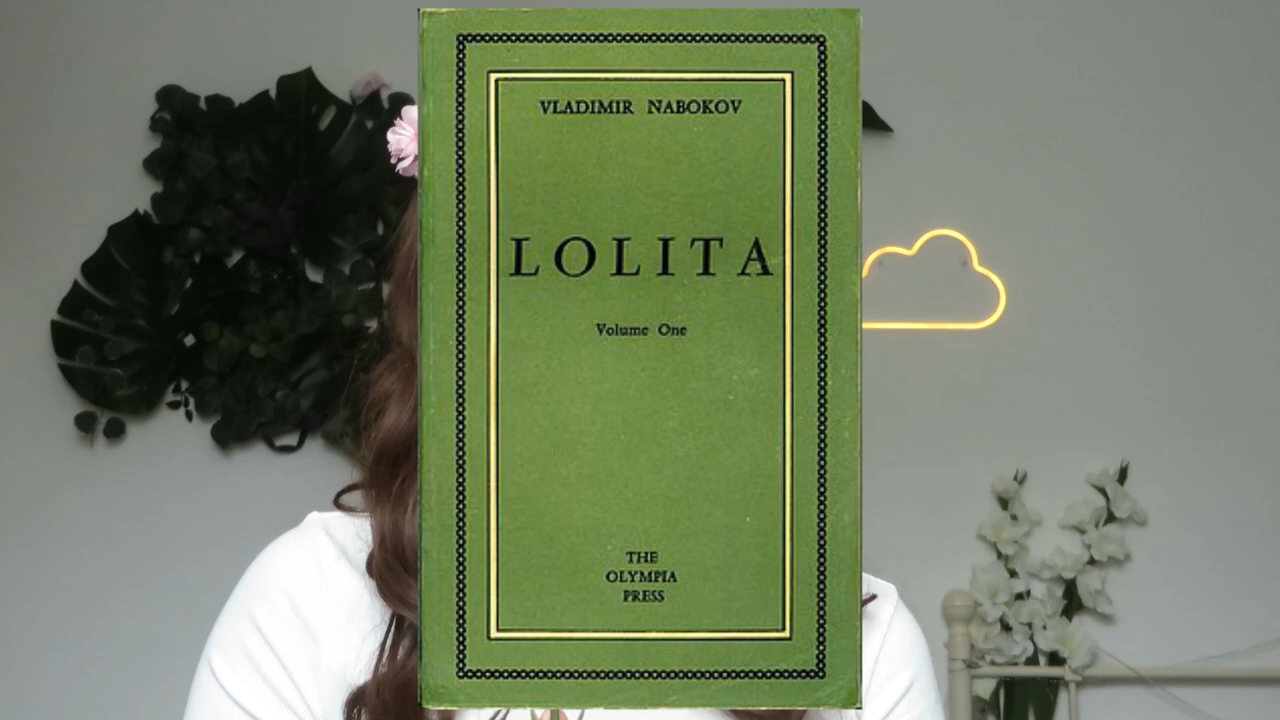 VLADIMIR NABOKOV
LOLITA
Volume One
THE
OLYMPIA
PRESS